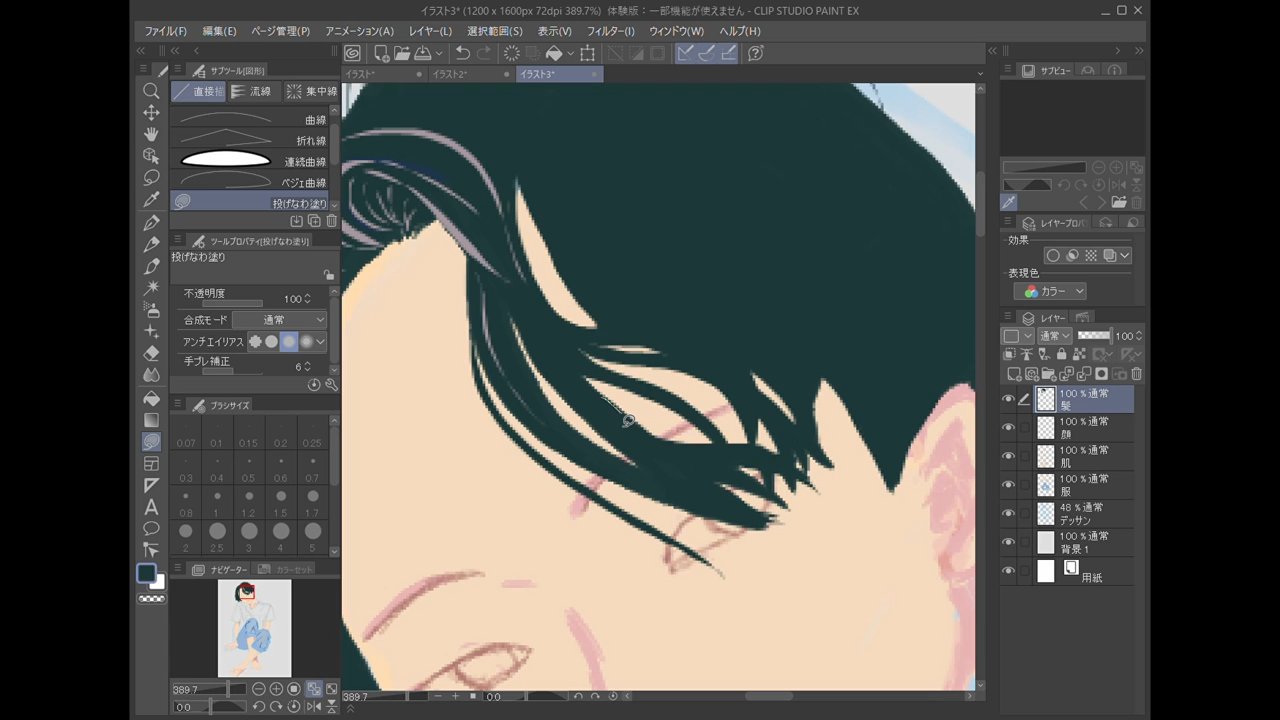 イラスト3* (1200 x 1600px 72dpi 389.7%)  体験版：一部機能が使えません - CLIP STUDIO PAINT EX
ファイル(F) 編集(E) ページ管理(P) アニメーション(A) レイヤー(L) 選択範囲(S) 表示(V) フィルター(I) ウィンドウ(W) ヘルプ(H)
サブツール[図形]
イラスト* イラスト2* イラスト3*
サブビュー
流線 集中線
曲線
折れ線
連続曲線
ベジェ曲線
投げなわ塗り
ツールプロパティ[投げなわ塗り]
投げなわ塗り
不透明度 100
合成モード 通常
アンチエイリアス
手ブレ補正 6
ブラシサイズ
0.07 0.1 0.15 0.2 0.25
0.3 0.4 0.5 0.6 0.7
0.8 1 1.2 1.5 1.7
2 2.5 3 4 5
ナビゲーター カラーセット
389.7
0.0
389.7 0.0
レイヤープロパ
効果
表現色
カラー
レイヤー
通常 100
100 % 通常
髪
100 % 通常
顔
100 % 通常
肌
100 % 通常
服
48 % 通常
デッサン
100 % 通常
背景 1
用紙